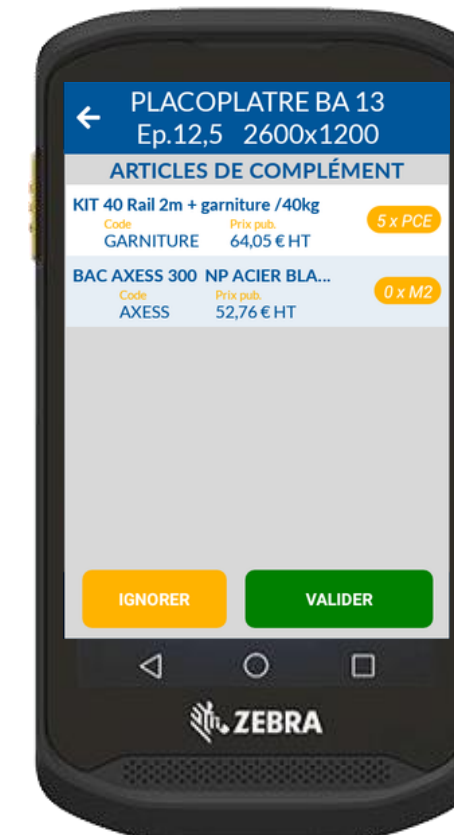 PLACOPLATRE BA 13
Ep.12,5 2600x1200
ARTICLES DE COMPLÉMENT
KIT 40 Rail 2m + garniture /40kg
Code Prix pub.
GARNITURE 64,05 € HT
5 x PCE
BAC AXESS 300 NP ACIER BLA...
Code Prix pub.
AXESS 52,76 € HT
0 x M2
IGNORER VALIDER
ZEBRA